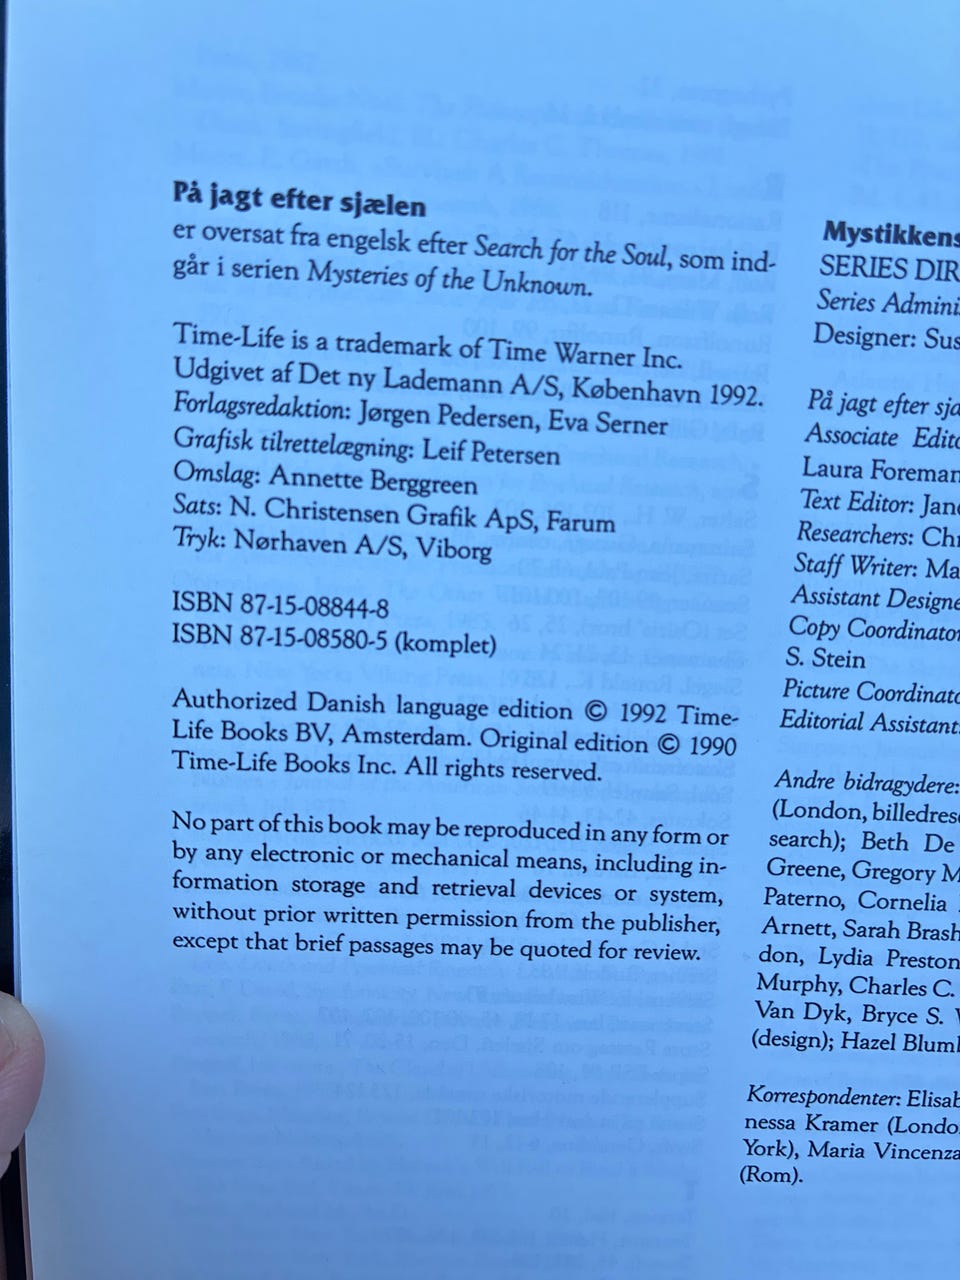 På jagt efter sjælen
er oversat fra engelsk efter Search for the Soul, som ind-
går i serien Mysteries of the Unknown.
Time-Life is a trademark of Time Warner Inc.
Udgivet af Det ny Lademann A/S, København 1992.
Forlagsredaktion: Jørgen Pedersen, Eva Serner
Grafisk tilrettelægning: Leif Petersen
Omslag: Annette Berggreen
Sats: N. Christensen Grafik ApS, Farum
Tryk: Nørhaven A/S, Viborg
ISBN 87-15-08844-8
ISBN 87-15-08580-5 (komplet)
Authorized Danish language edition © 1992 Time-
Life Books BV, Amsterdam. Original edition © 1990
Time-Life Books Inc. All rights reserved.
No part of this book may be reproduced in any form or
by any electronic or mechanical means, including in-
formation storage and retrieval devices or system,
without prior written permission from the publisher,
except that brief passages may be quoted for review.
Mystikkens
SERIES DIR
Series Admini
Designer: Sus
På jagt efter sja
Associate Edito
Laura Foreman
Text Editor: Jane
Researchers: Chr
Staff Writer: Ma
Assistant Designe
Copy Coordinato
S. Stein
Picture Coordinato
Editorial Assistant:
Andre bidragydere:
(London, billedrese
search); Beth De
Greene, Gregory M
Paterno, Cornelia
Arnett, Sarah Brash
don, Lydia Preston
Murphy, Charles C.
Van Dyk, Bryce S. W
(design); Hazel Bluml
Korrespondenter: Elisab
nessa Kramer (Londo
York), Maria Vincenza
(Rom).